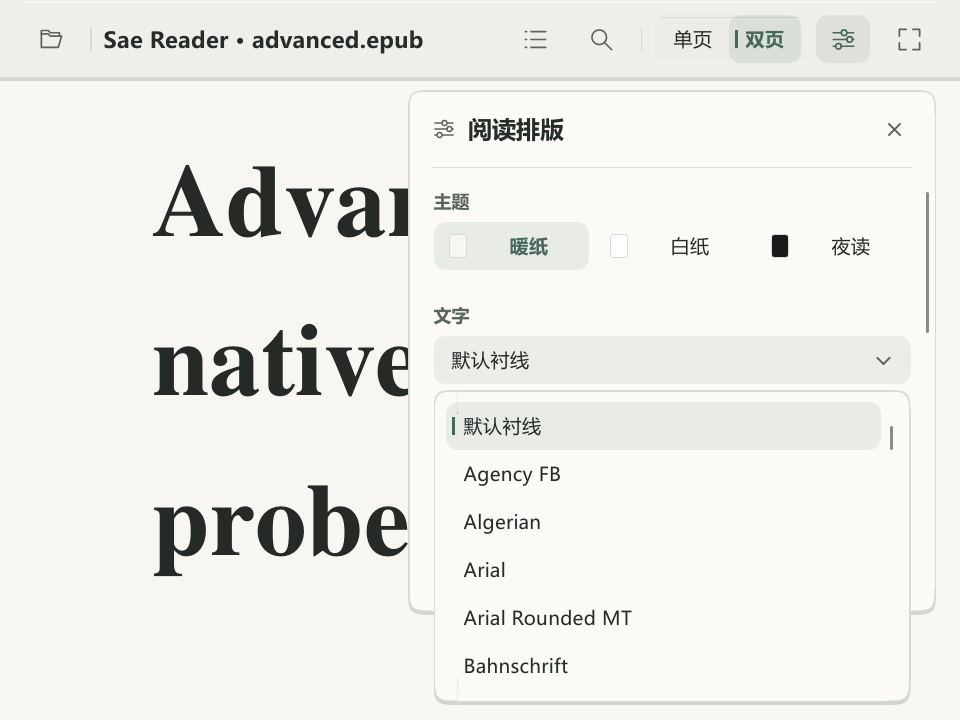 Sae Reader • advanced.epub
单页
双页
阅读排版
主题
暖纸
白纸
夜读
文字
默认衬线
默认衬线
Agency FB
Algerian
Arial
Arial Rounded MT
Bahnschrift
Advan
native
probe